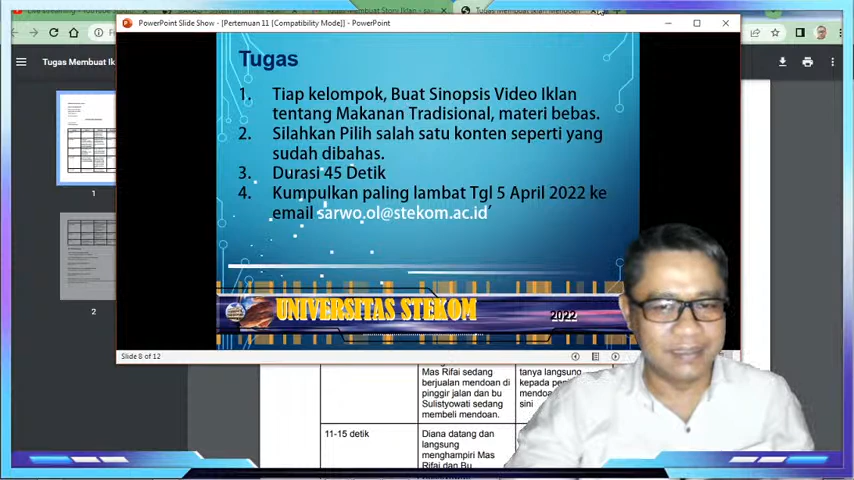 PowerPoint Slide Show - [Pertemuan 11 [Compatibility Mode]] - PowerPoint
Tugas Membuat Ik
Tugas
1. Tiap kelompok, Buat Sinopsis Video Iklan
tentang Makanan Tradisional, materi bebas.
2. Silahkan Pilih salah satu konten seperti yang
sudah dibahas.
3. Durasi 45 Detik
4. Kumpulkan paling lambat Tgl 5 April 2022 ke
email sarwo.ol@stekom.ac.id
UNIVERSITAS STEKOM
2022
1
2
Slide 8 of 12
Mas Rifai sedang
berjualan mendoan di
pinggir jalan dan bu
Sulistyowati sedang
membeli mendoan.
tanya langsung
kepada
sini
11-15 detik
Diana datang dan
langsung
menghampiri Mas
Rifai dan Bu